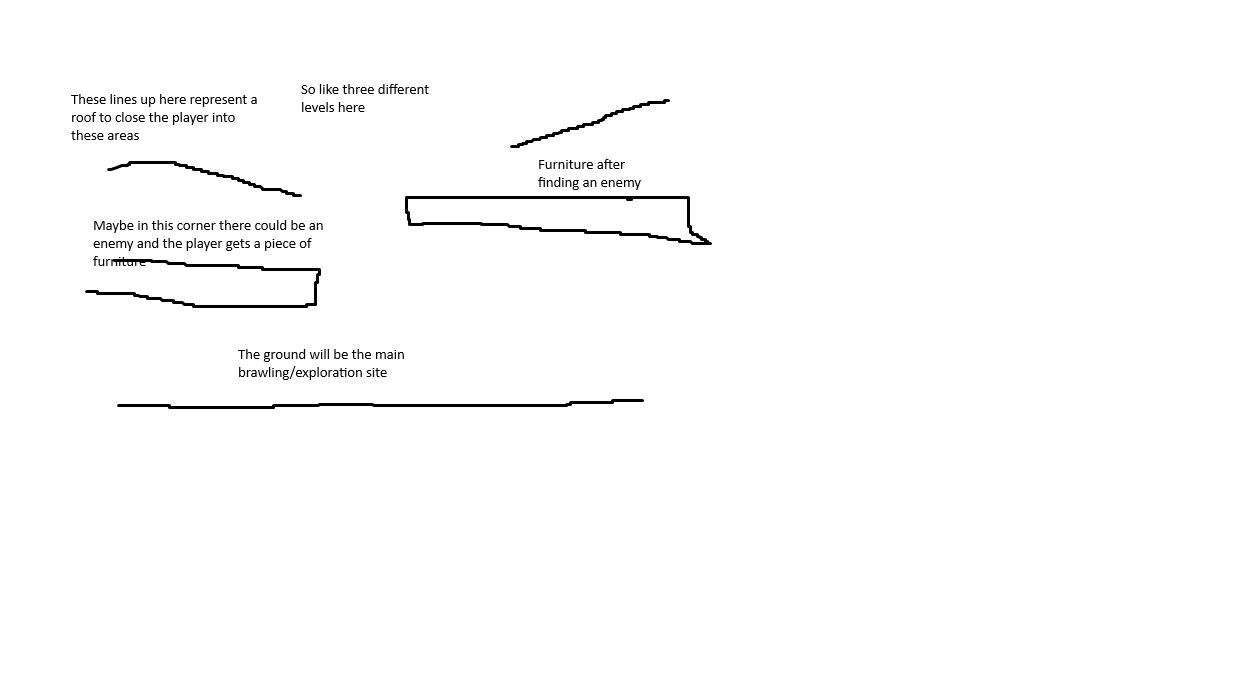 These lines up here represent a
roof to close the player into
these areas
So like three different
levels here
Furniture after
finding an enemy
Maybe in this corner there could be an
enemy and the player gets a piece of
furniture
The ground will be the main
brawling/exploration site